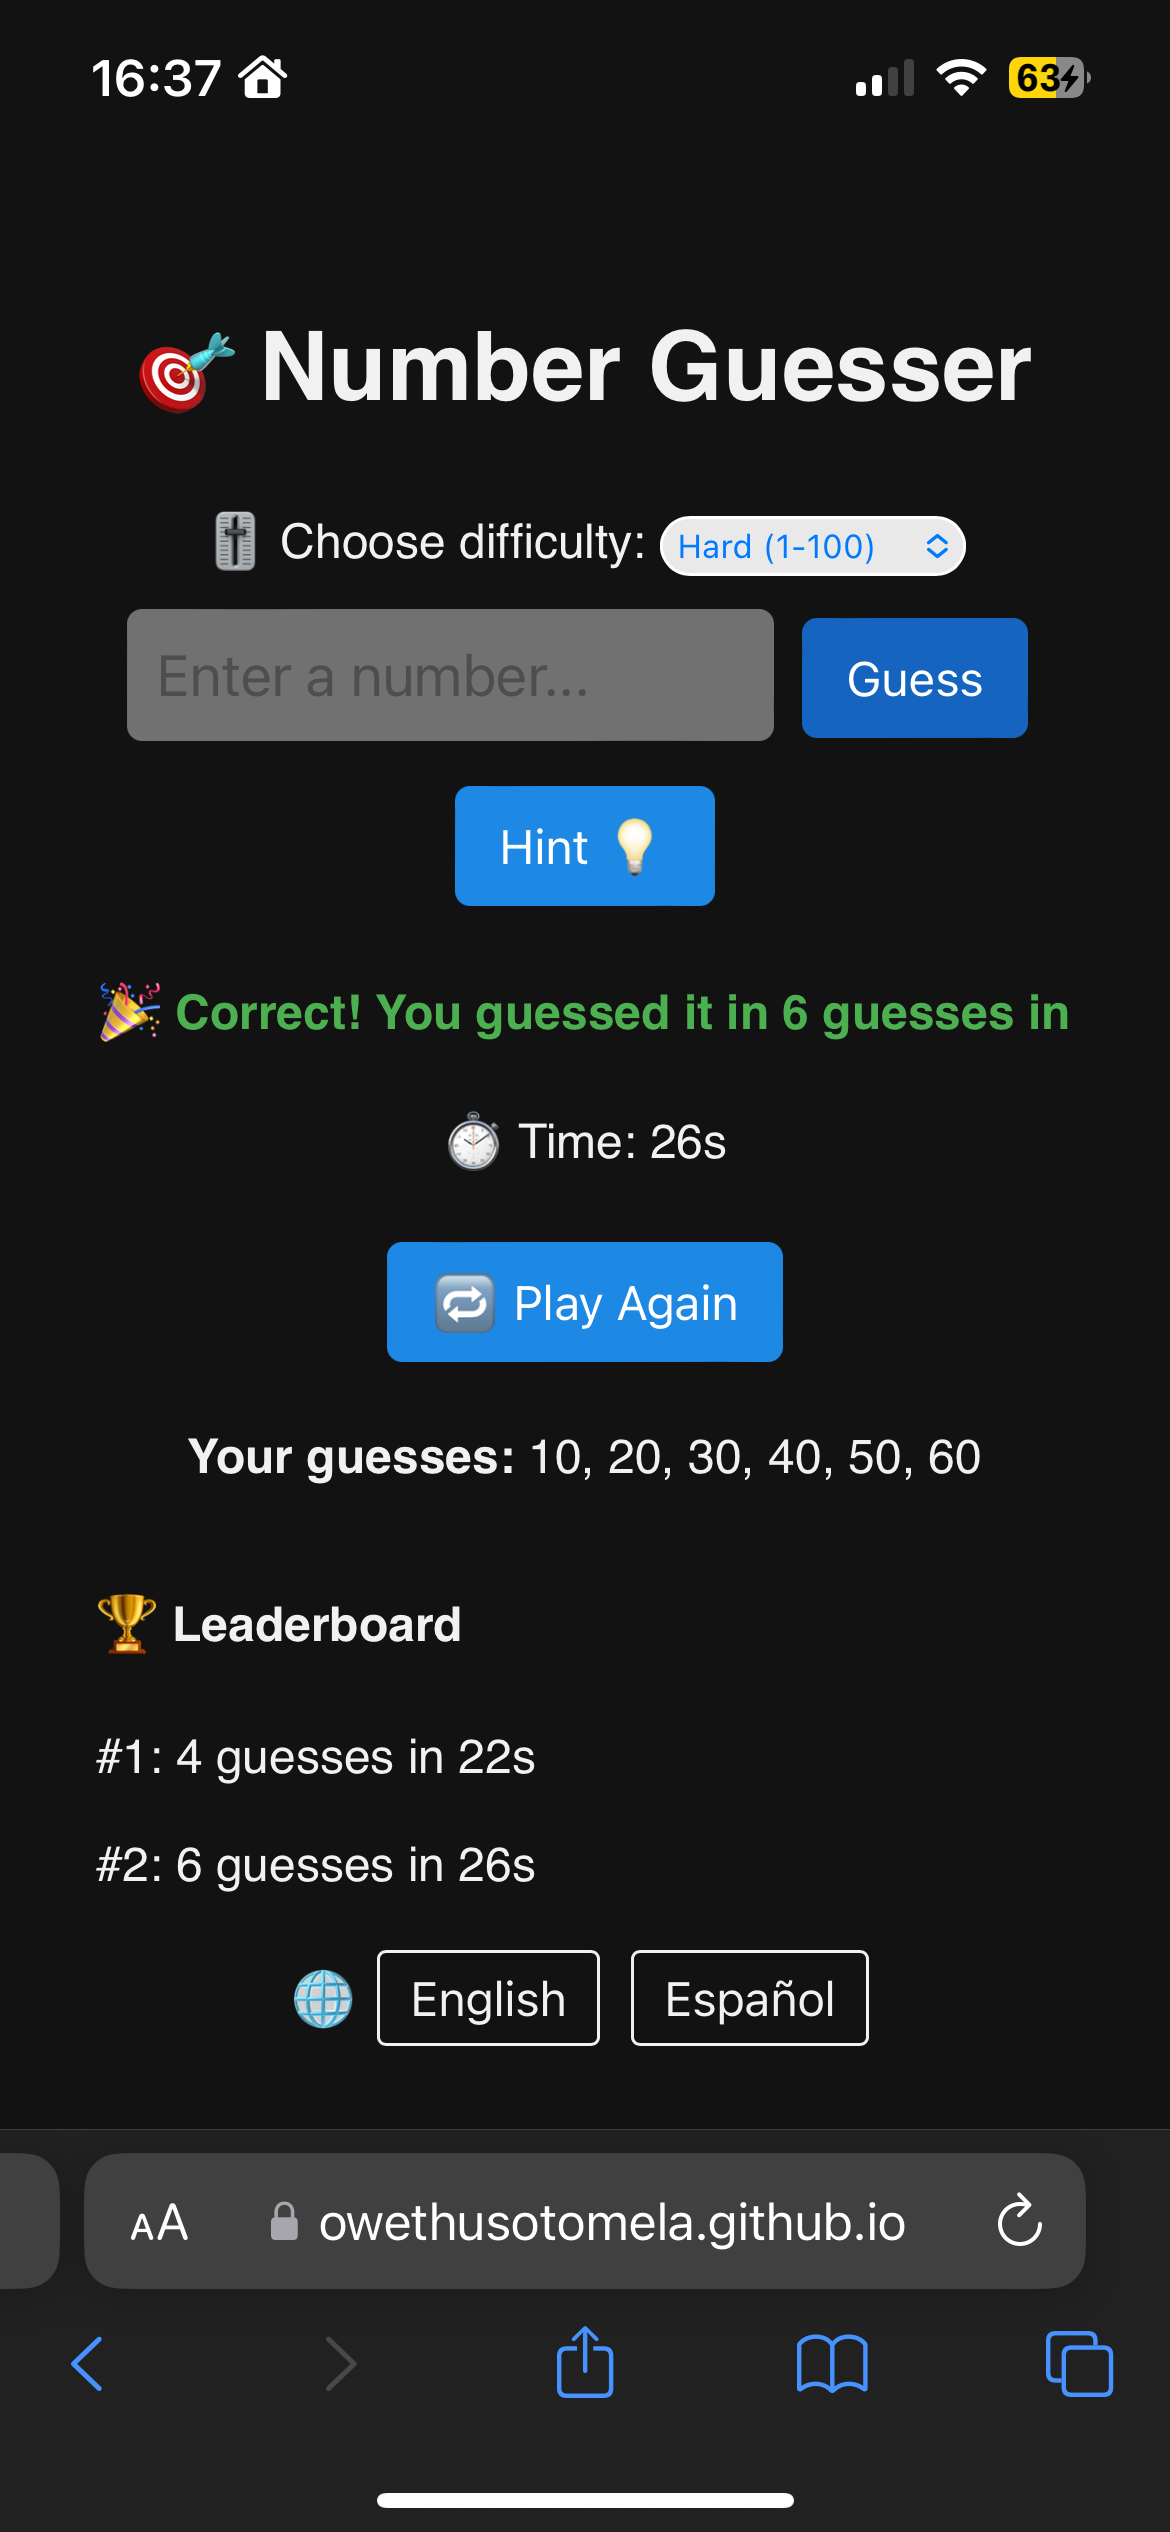 16:37
63
Number Guesser
Choose difficulty: Hard (1-100)
Enter a number...
Guess
Hint
Correct! You guessed it in 6 guesses in
Time: 26s
Play Again
Your guesses: 10, 20, 30, 40, 50, 60
Leaderboard
#1: 4 guesses in 22s
#2: 6 guesses in 26s
English
Español
AA
owethusotomela.github.io